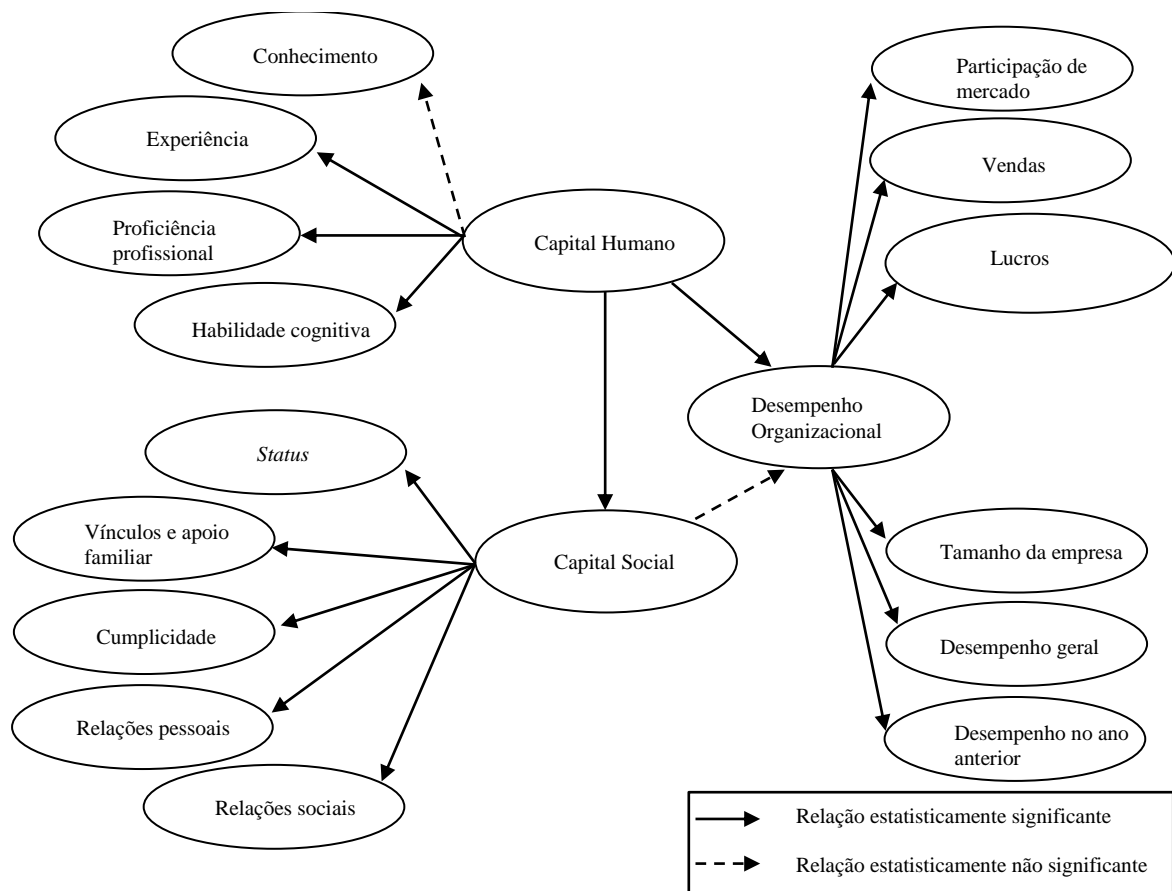 Conhecimento
Participação de
mercado
Experiência
Vendas
Proficiência
profissional
Capital Humano
Lucros
Habilidade cognitiva
Desempenho
Organizacional
Status
Vínculos e apoio
familiar
Capital Social
Tamanho da empresa
Cumplicidade
Desempenho geral
Relações pessoais
Desempenho no ano
anterior
Relações sociais
Relação estatisticamente significante
Relação estatisticamente não significante